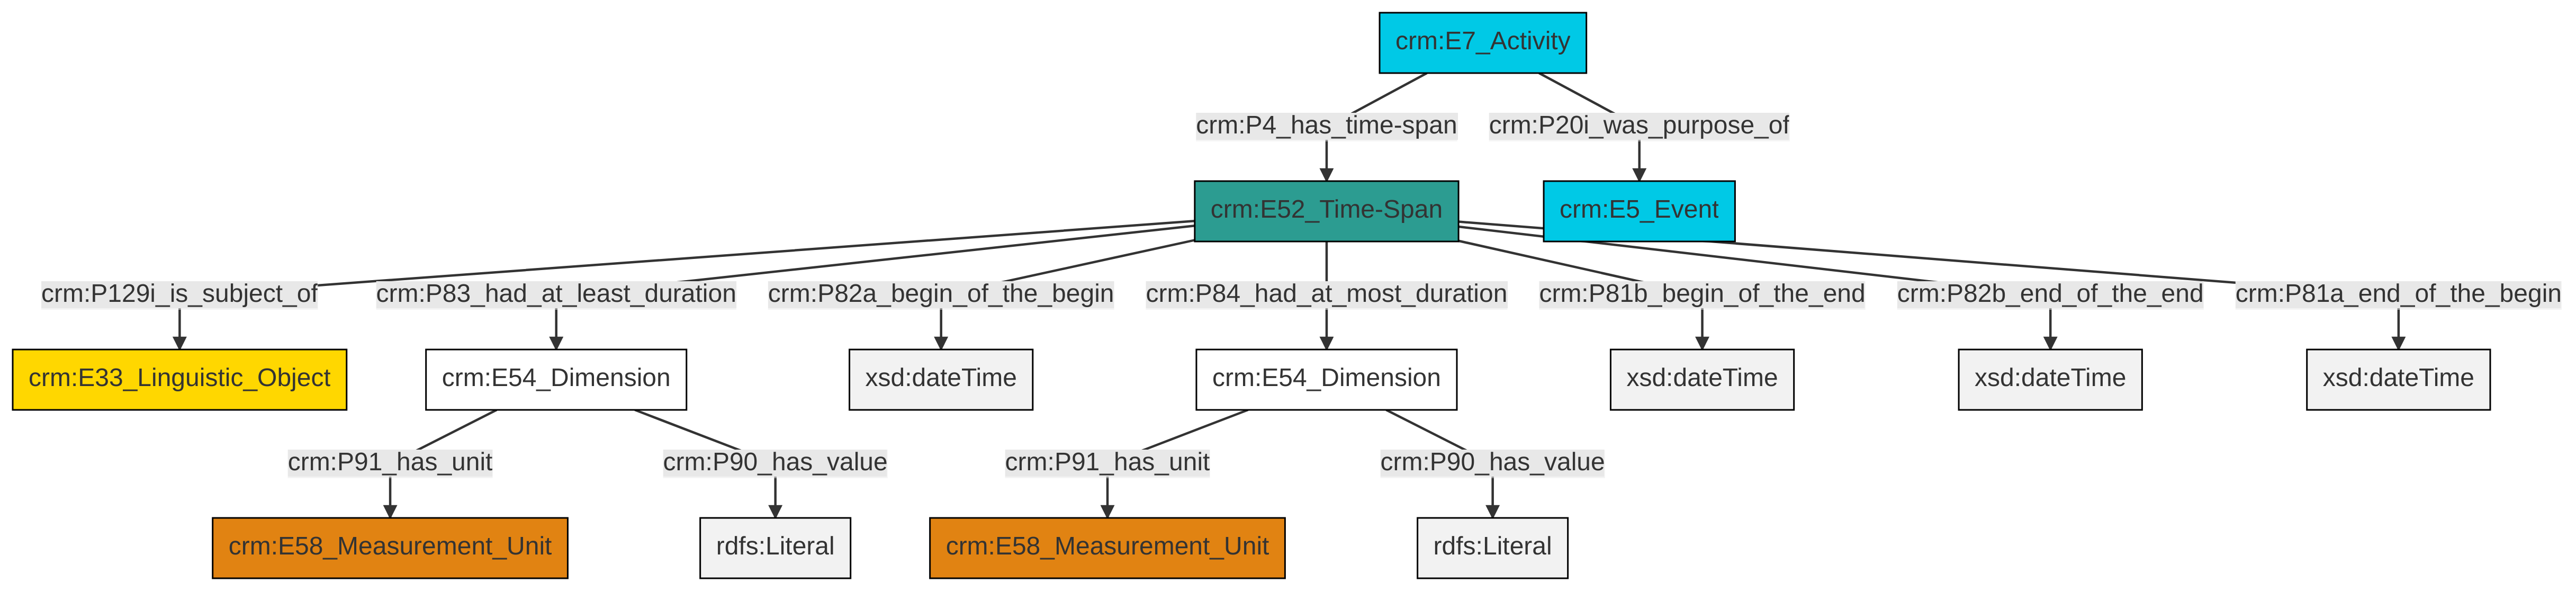 crm:E7_Activity
crm:P4_has_time-span
crm:P20i_was_purpose_of
crm:E52_Time-Span
crm:E5_Event
crm:P129i_is_subject_of
crm:P83_had_at_least_duration
crm:P82a_begin_of_the_begin
crm:P84_had_at_most_duration
crm:P81b_begin_of_the_end
crm:P82b_end_of_the_end
crm:P81a_end_of_the_begin
crm:E33_Linguistic_Object
crm:E54_Dimension
xsd:dateTime
crm:E54_Dimension
xsd:dateTime
xsd:dateTime
xsd:dateTime
crm:P91_has_unit
crm:P90_has_value
crm:P91_has_unit
crm:P90_has_value
crm:E58_Measurement_Unit
rdfs:Literal
crm:E58_Measurement_Unit
rdfs:Literal